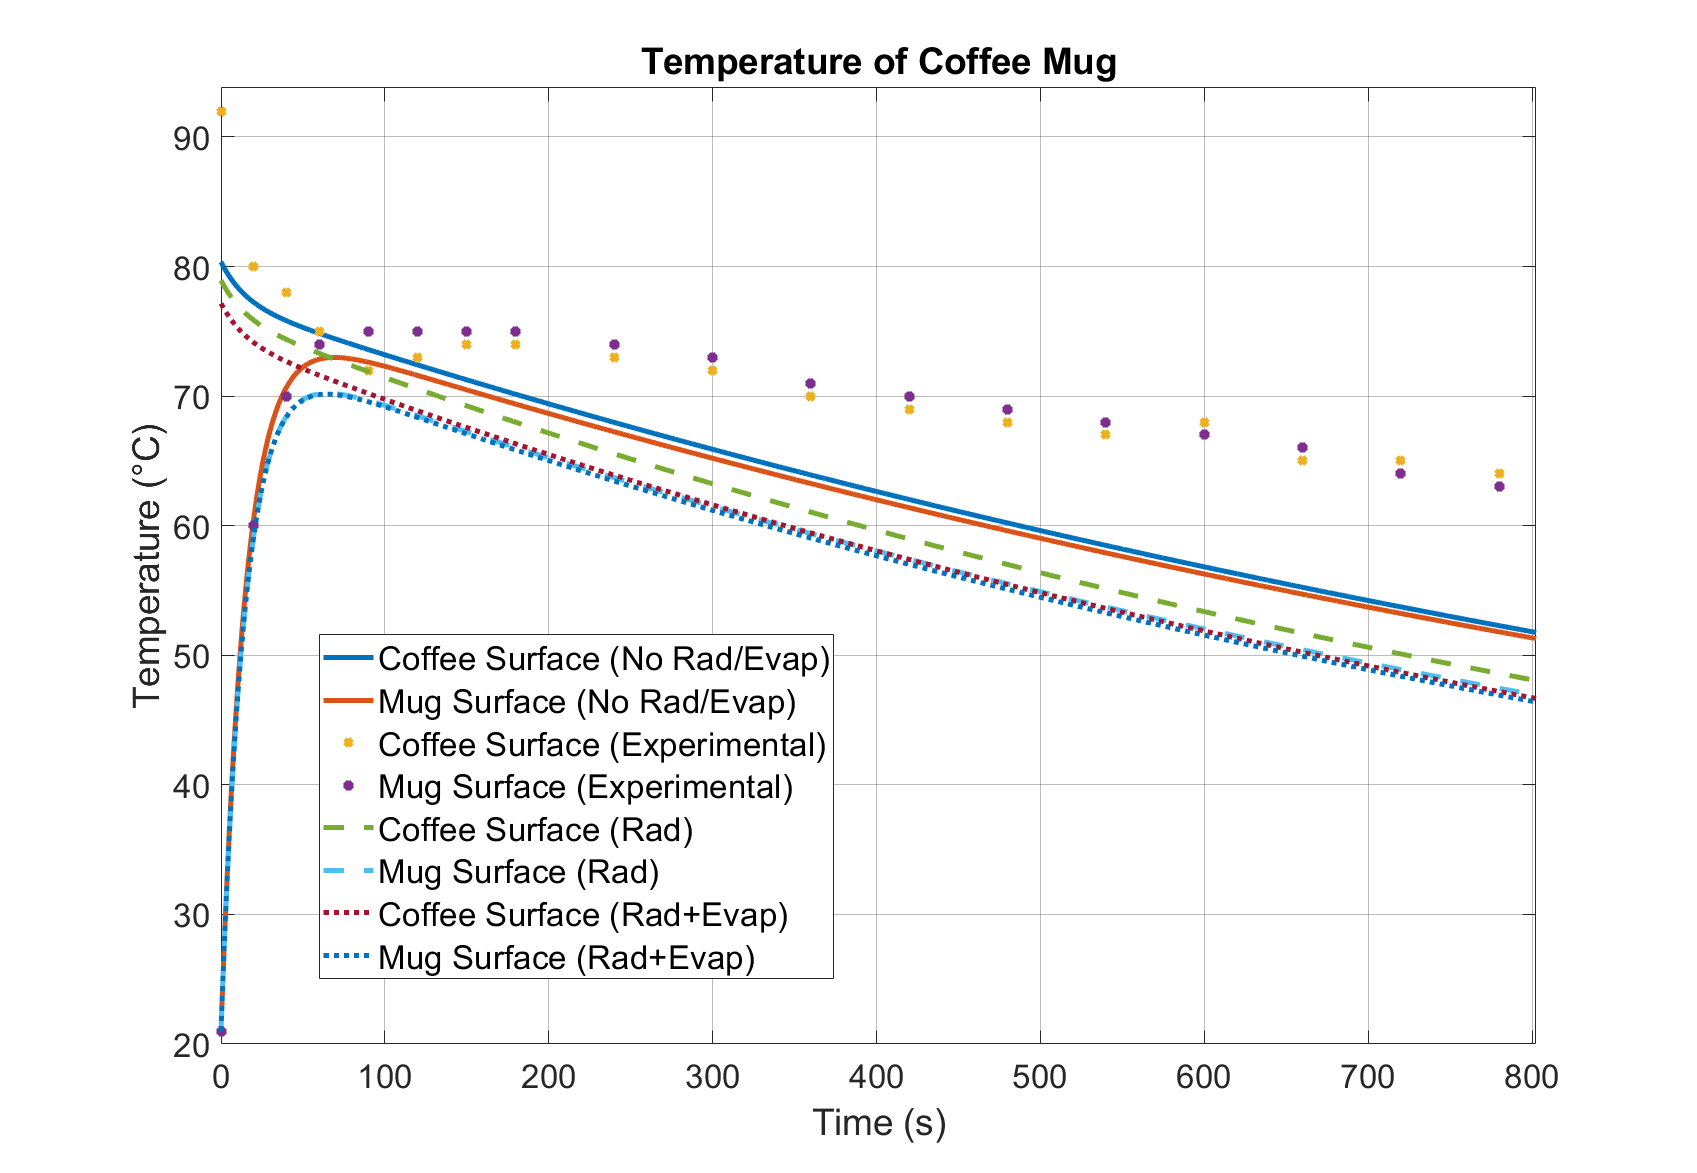 Temperature of Coffee Mug
90
80
70
60
50
40
30
20
Temperature (°C)
Coffee Surface (No Rad/Evap)
Mug Surface (No Rad/Evap)
Coffee Surface (Experimental)
Mug Surface (Experimental)
Coffee Surface (Rad)
Mug Surface (Rad)
Coffee Surface (Rad+Evap)
Mug Surface (Rad+Evap)
0 100 200 300 400 500 600 700 800
Time (s)